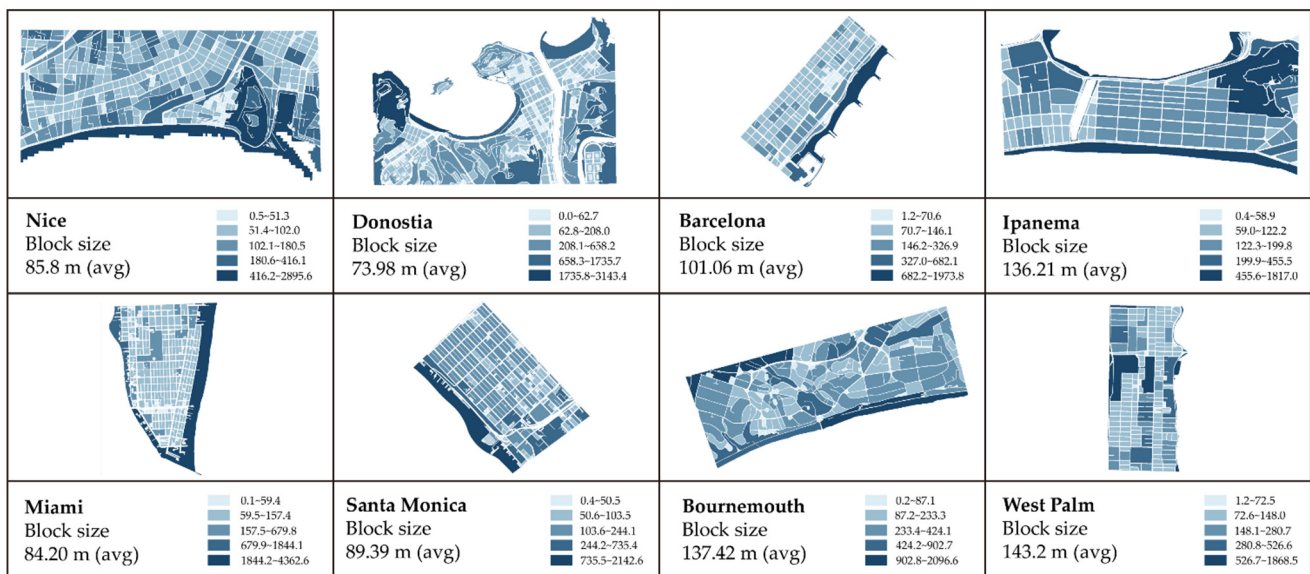 Nice
Block size
85.8 m (avg)
0.5~51.3
51.4~102.0
102.1~180.5
180.6~416.1
416.2~2895.6
Donostia
Block size
73.98 m (avg)
0.0~62.7
62.8~208.0
208.1~658.2
658.3~1735.7
1735.8~3143.4
Barcelona
Block size
101.06 m (avg)
1.2~70.6
70.7~146.1
146.2~326.9
327.0~682.1
682.2~1973.8
Ipanema
Block size
136.21 m (avg)
0.4~58.9
59.0~122.2
122.3~199.8
199.9~455.5
455.6~1817.0
Miami
Block size
84.20 m (avg)
0.1~59.4
59.5~157.4
157.5~679.8
679.9~1844.1
1844.2~4362.6
Santa Monica
Block size
89.39 m (avg)
0.4~50.5
50.6~103.5
103.6~244.1
244.2~735.4
735.5~2142.6
Bournemouth
Block size
137.42 m (avg)
0.2~87.1
87.2~233.3
233.4~424.1
424.2~902.7
902.8~2096.6
West Palm
Block size
143.2 m (avg)
1.2~72.5
72.6~148.0
148.1~280.7
280.8~526.6
526.7~1868.5